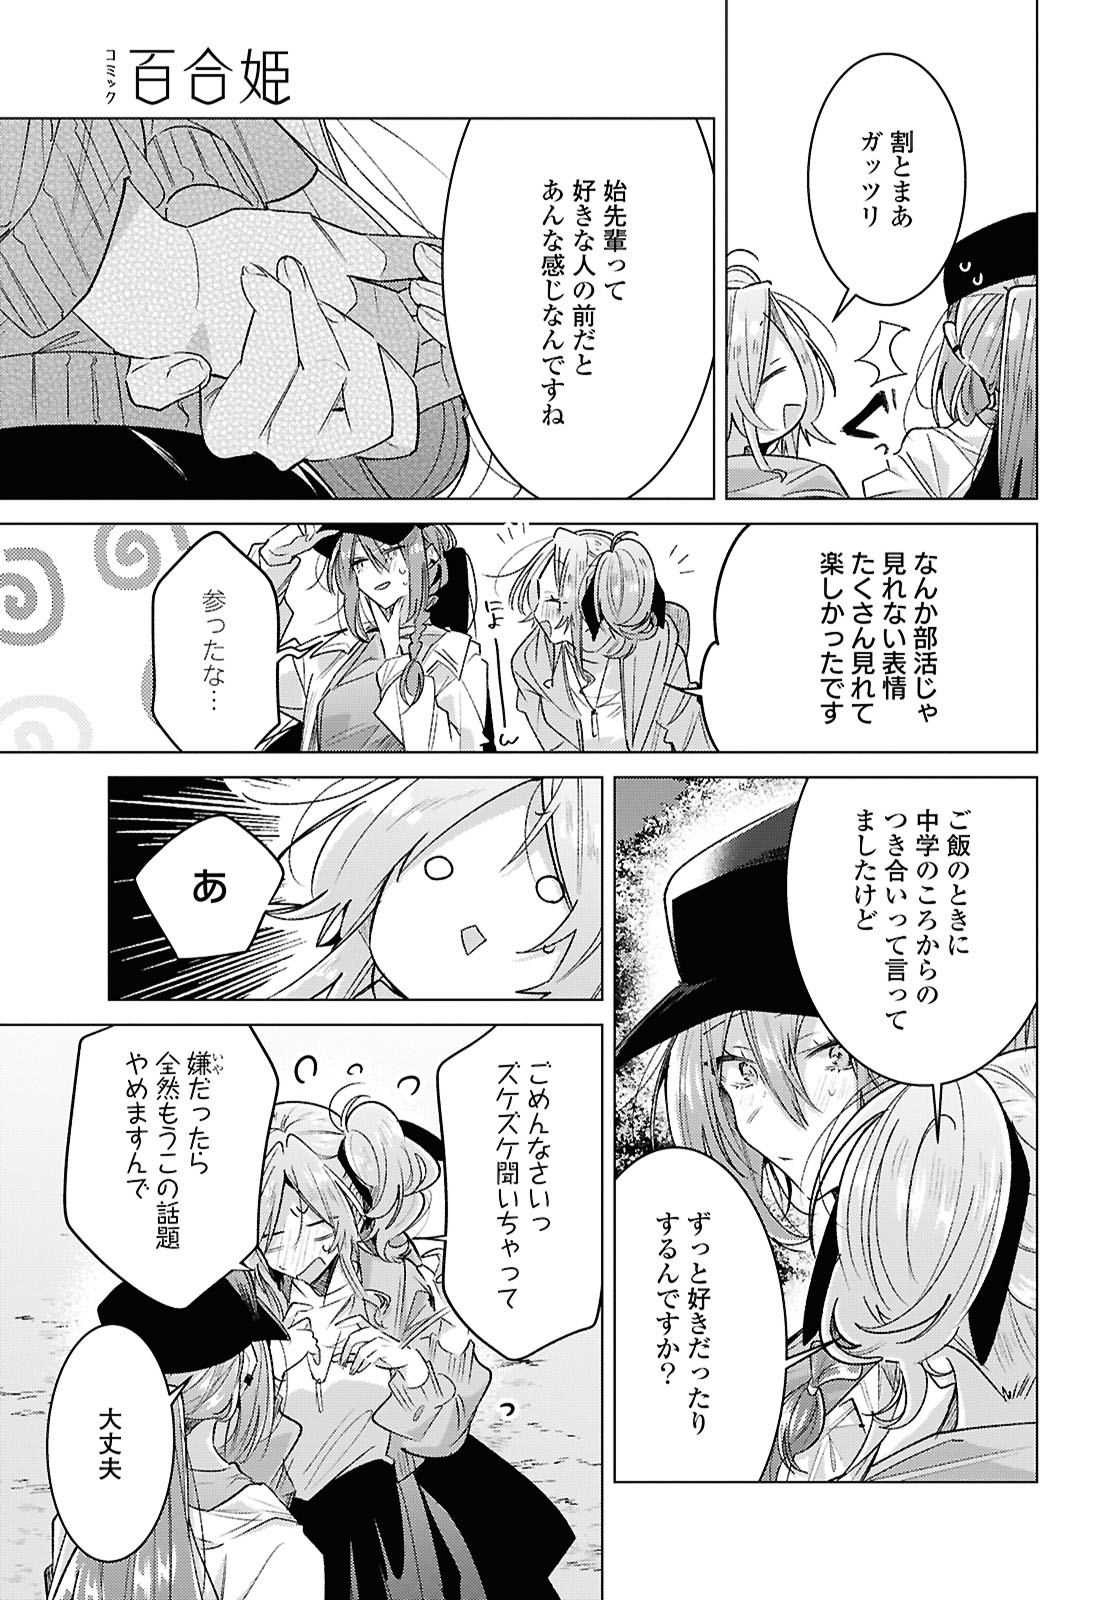 コミック
百合姫
割とまあ
ガッツリ
始先輩って
好きな人の前だと
あんな感じなんですね
なんか部活じゃ
見れない表情
たくさん見れて
楽しかったです
によ
ん
参ったな…
ご飯のときに
中学のころからの
つき合いって言って
ましたけど
ずっと好きだったり
するんですか？
あ
ごめんなさいっ
ズケズケ聞いちゃって
嫌だったら
いや
全然もうこの話題
やめますんで
大丈夫